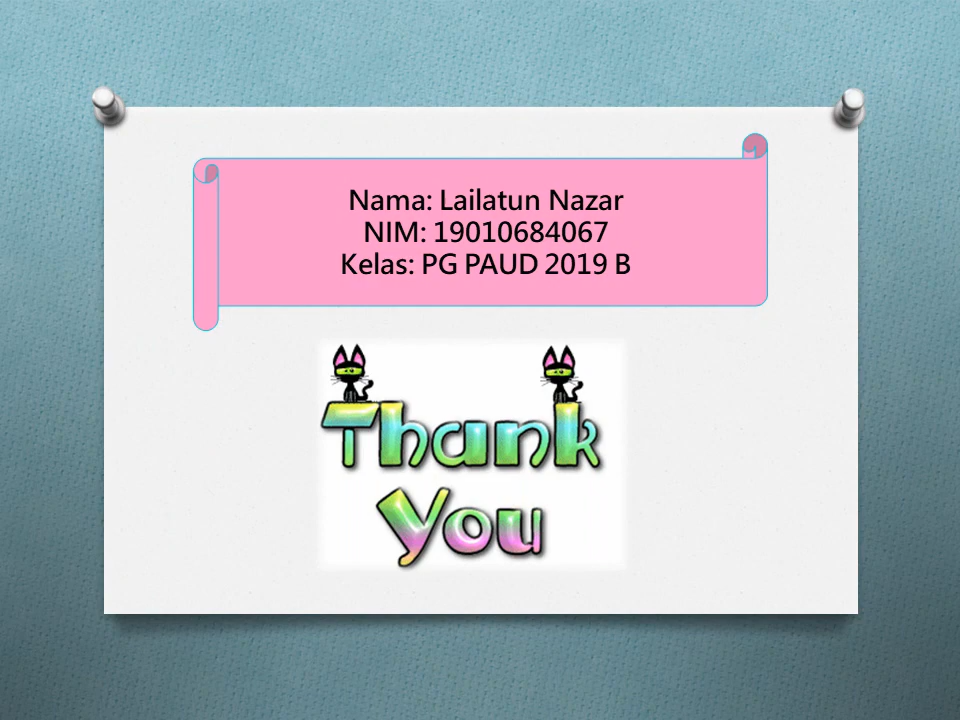 Nama: Lailatun Nazar
NIM: 19010684067
Kelas: PG PAUD 2019 B
Thank
You